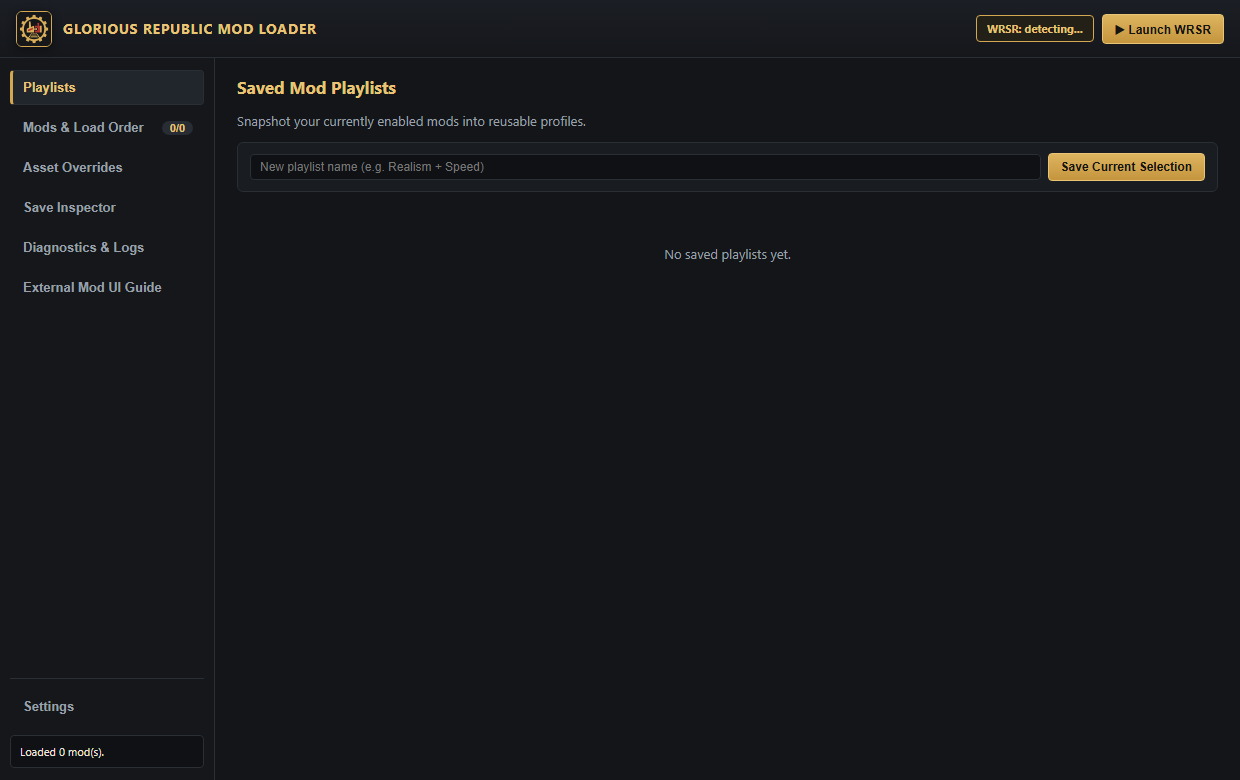 GLORIOUS REPUBLIC MOD LOADER
WRSR: detecting...
▶ Launch WRSR
Playlists
Mods & Load Order 0/0
Asset Overrides
Save Inspector
Diagnostics & Logs
External Mod UI Guide
Saved Mod Playlists
Snapshot your currently enabled mods into reusable profiles.
New playlist name (e.g. Realism + Speed)
Save Current Selection
No saved playlists yet.
Settings
Loaded 0 mod(s).